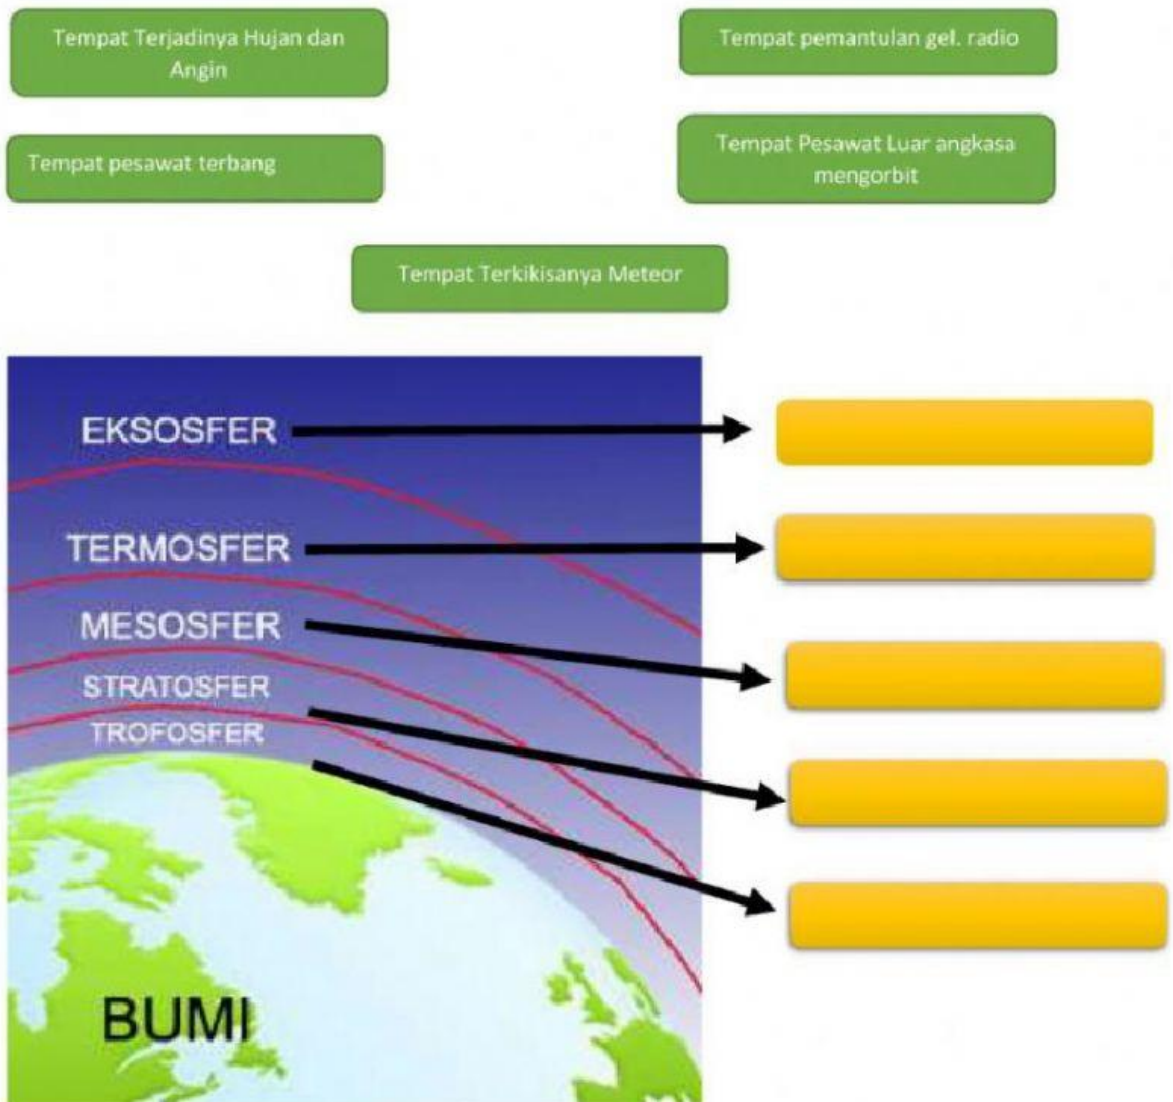 Tempat Terjadinya Hujan dan
Angin
Tempat pemantulan gel. radio
Tempat pesawat terbang
Tempat Pesawat Luar angkasa
mengorbit
Tempat Terkikisanya Meteor
EKSOSFER
TERMOSFER
MESOSFER
STRATOSFER
TROFOSFER
BUMI